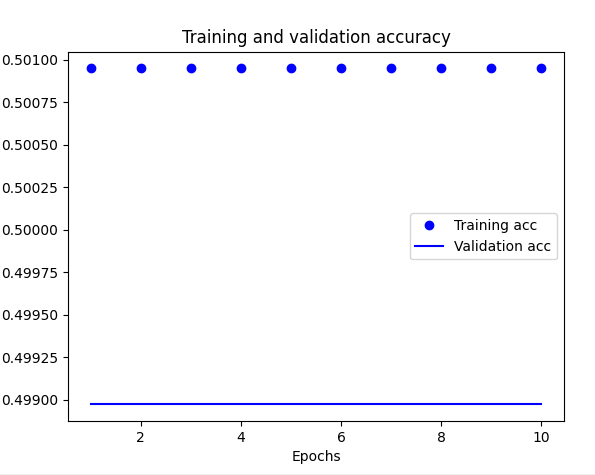 Training and validation accuracy
0.50100
0.50075
0.50050
0.50025
0.50000
0.49975
0.49950
0.49925
0.49900
Training acc
Validation acc
2 4 6 8 10
Epochs